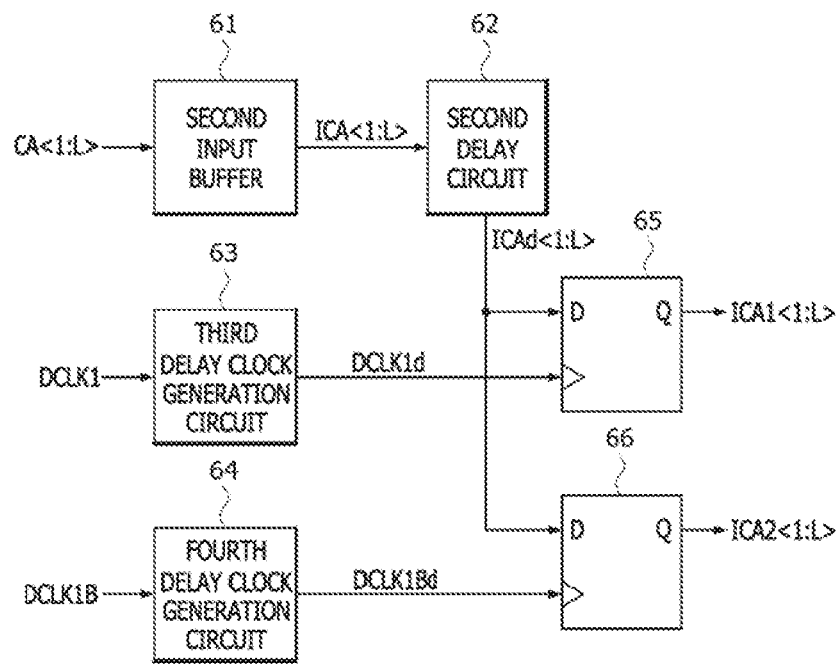 61
62
CA<1:L>
SECOND
INPUT
BUFFER
ICA<1:L>
SECOND
DELAY
CIRCUIT
ICAd<1:L>
63
65
DCLK1
THIRD
DELAY CLOCK
GENERATION
CIRCUIT
DCLK1d
D
Q
ICA1<1:L>
64
66
DCLK1B
FOURTH
DELAY CLOCK
GENERATION
CIRCUIT
DCLK1Bd
D
Q
ICA2<1:L>